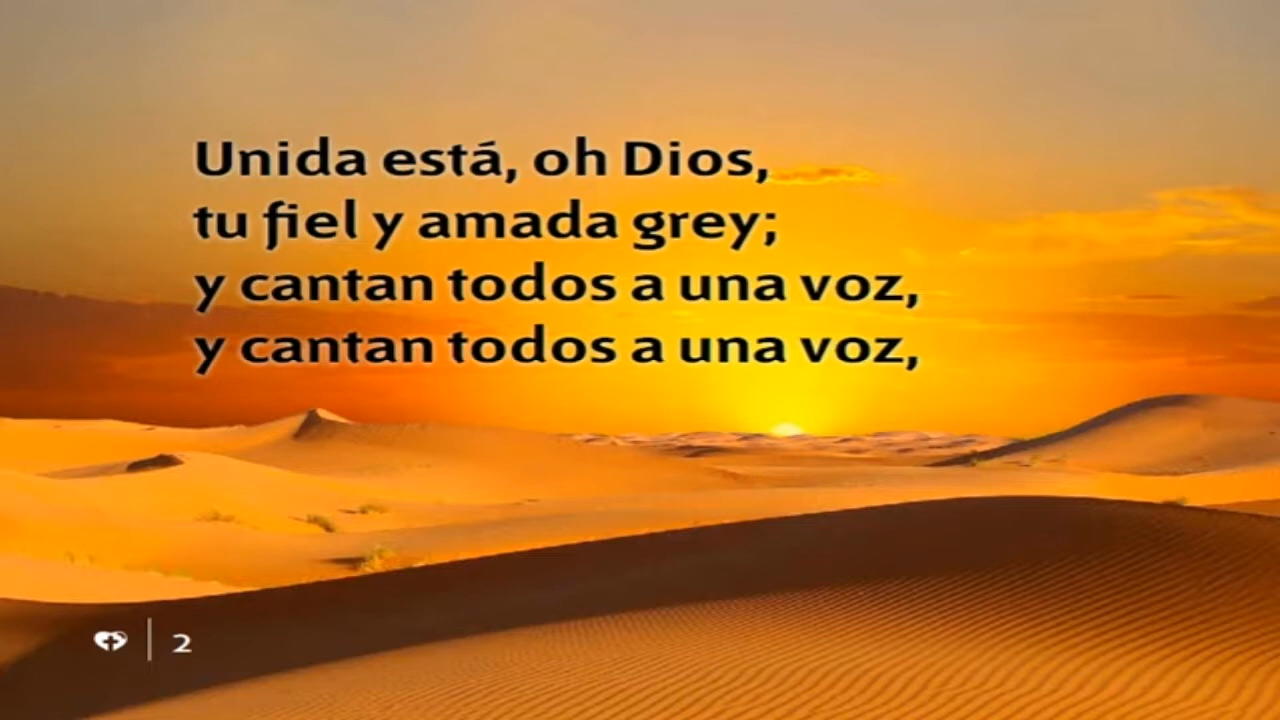 Unida está, oh Dios,
tu fiel y amada grey;
y cantan todos a una voz,
y cantan todos a una voz,
2